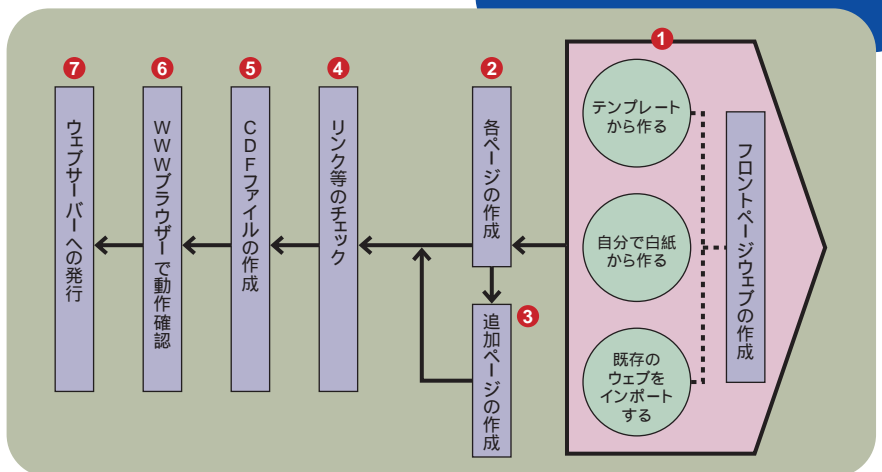 1
フロントページウェブの作成
テンプレート
から作る
自分で白紙
から作る
既存の
ウェブを
インポート
する
2
各ページの作成
3
追加ページの作成
4
リンク等のチェック
5
CDFファイルの作成
6
WWWブラウザーで動作確認
7
ウェブサーバーへの発行